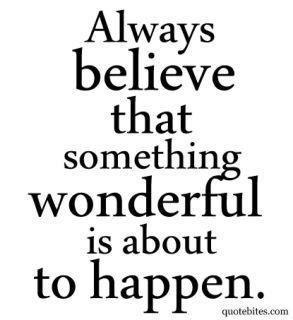 Always
believe
that
something
wonderful
is about
to happen.
quotebites.com